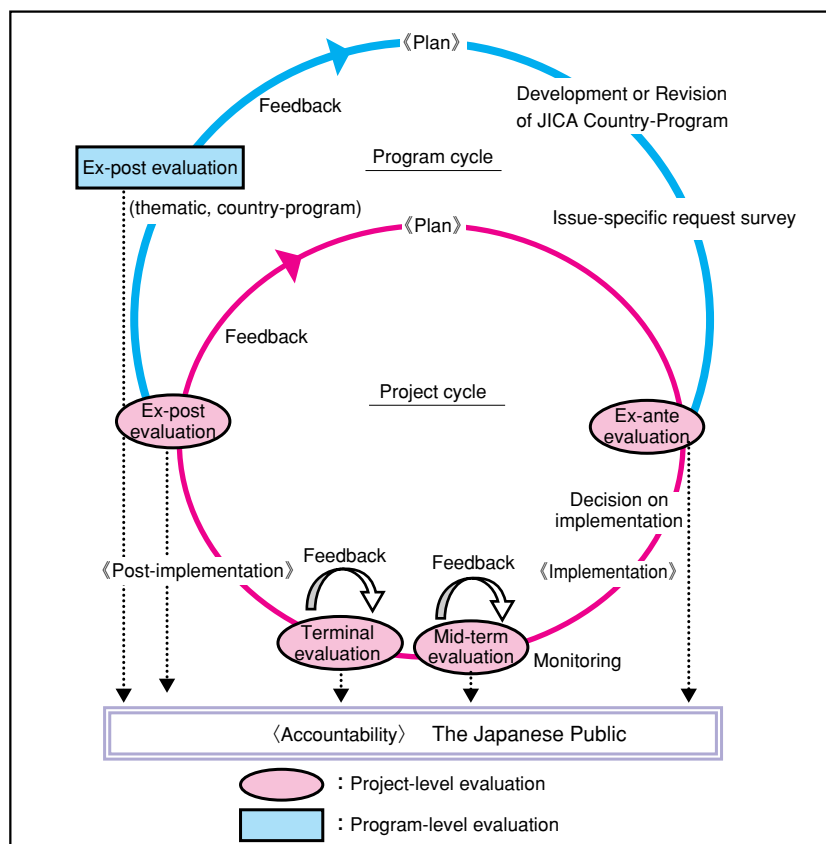 《Plan》
Feedback
Development or Revision
of JICA Country-Program
Ex-post evaluation
Program cycle
(thematic, country-program)
Issue-specific request survey
《Plan》
Feedback
Project cycle
Ex-post
evaluation
Ex-ante
evaluation
Decision on
implementation
《Post-implementation》
Feedback
Feedback
《Implementation》
Terminal
evaluation
Mid-term
evaluation
Monitoring
〈Accountability〉 The Japanese Public
：Project-level evaluation
：Program-level evaluation